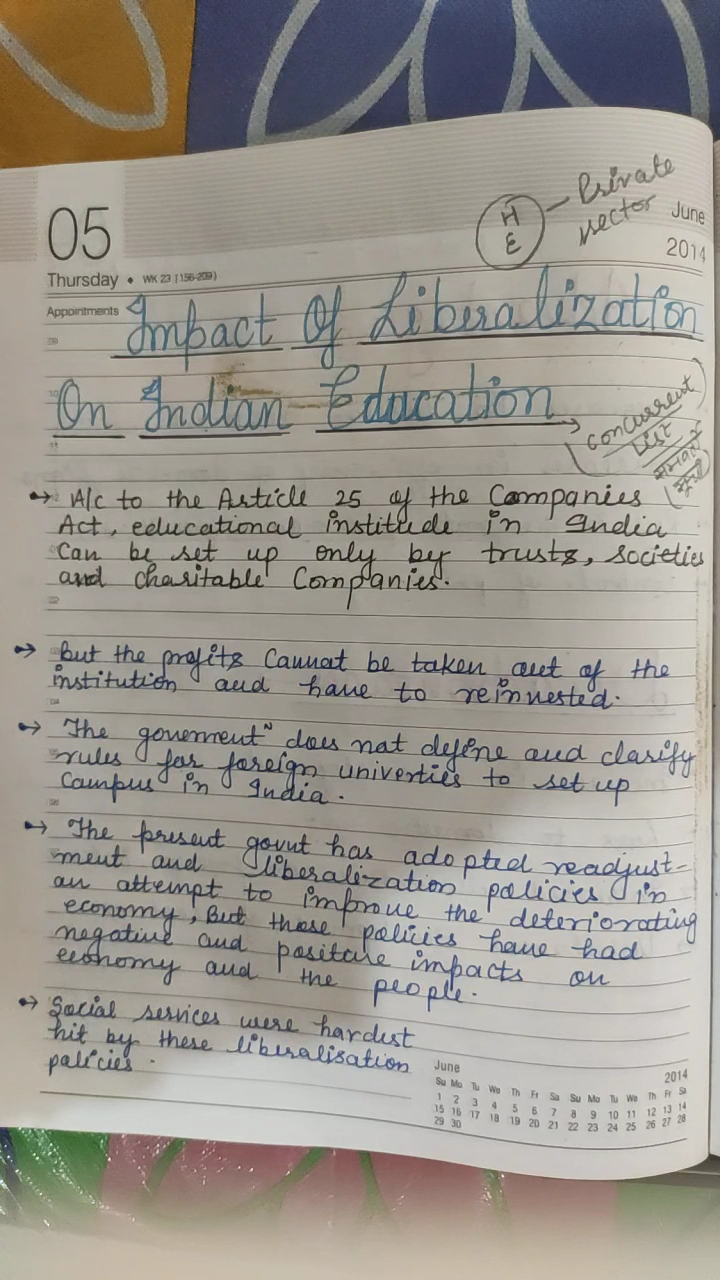 05
Thursday • WK 23 (156-209)
H
E
Private
sector
June
2014
Appointments
Impact Of Liberalization
On Indian Education
concurrent
List
A/c to the Article 25 of the Companies
Act, educational institude in India
Can be set up only by trusts, societies
and charitable Companies.
But the profits Cannat be taken out of the
institution and have to reinvested.
The government does not define and clarify
rules for foreign univerties to set up
Campus in India.
The present govnt has adopted readjust-
ment and liberalization policies in
an attempt to improve the deteriorating
economy, But those policies have had
negative and positive impacts on
economy and the people.
Social services were hardest
hit by these liberalisation
policies.
June 2014
Su Mo Tu We Th Fr Sa Su Mo Tu We Th Fr Sa
1 2 3 4 5 6 7 8 9 10 11 12 13 14
15 16 17 18 19 20 21 22 23 24 25 26 27 28
29 30